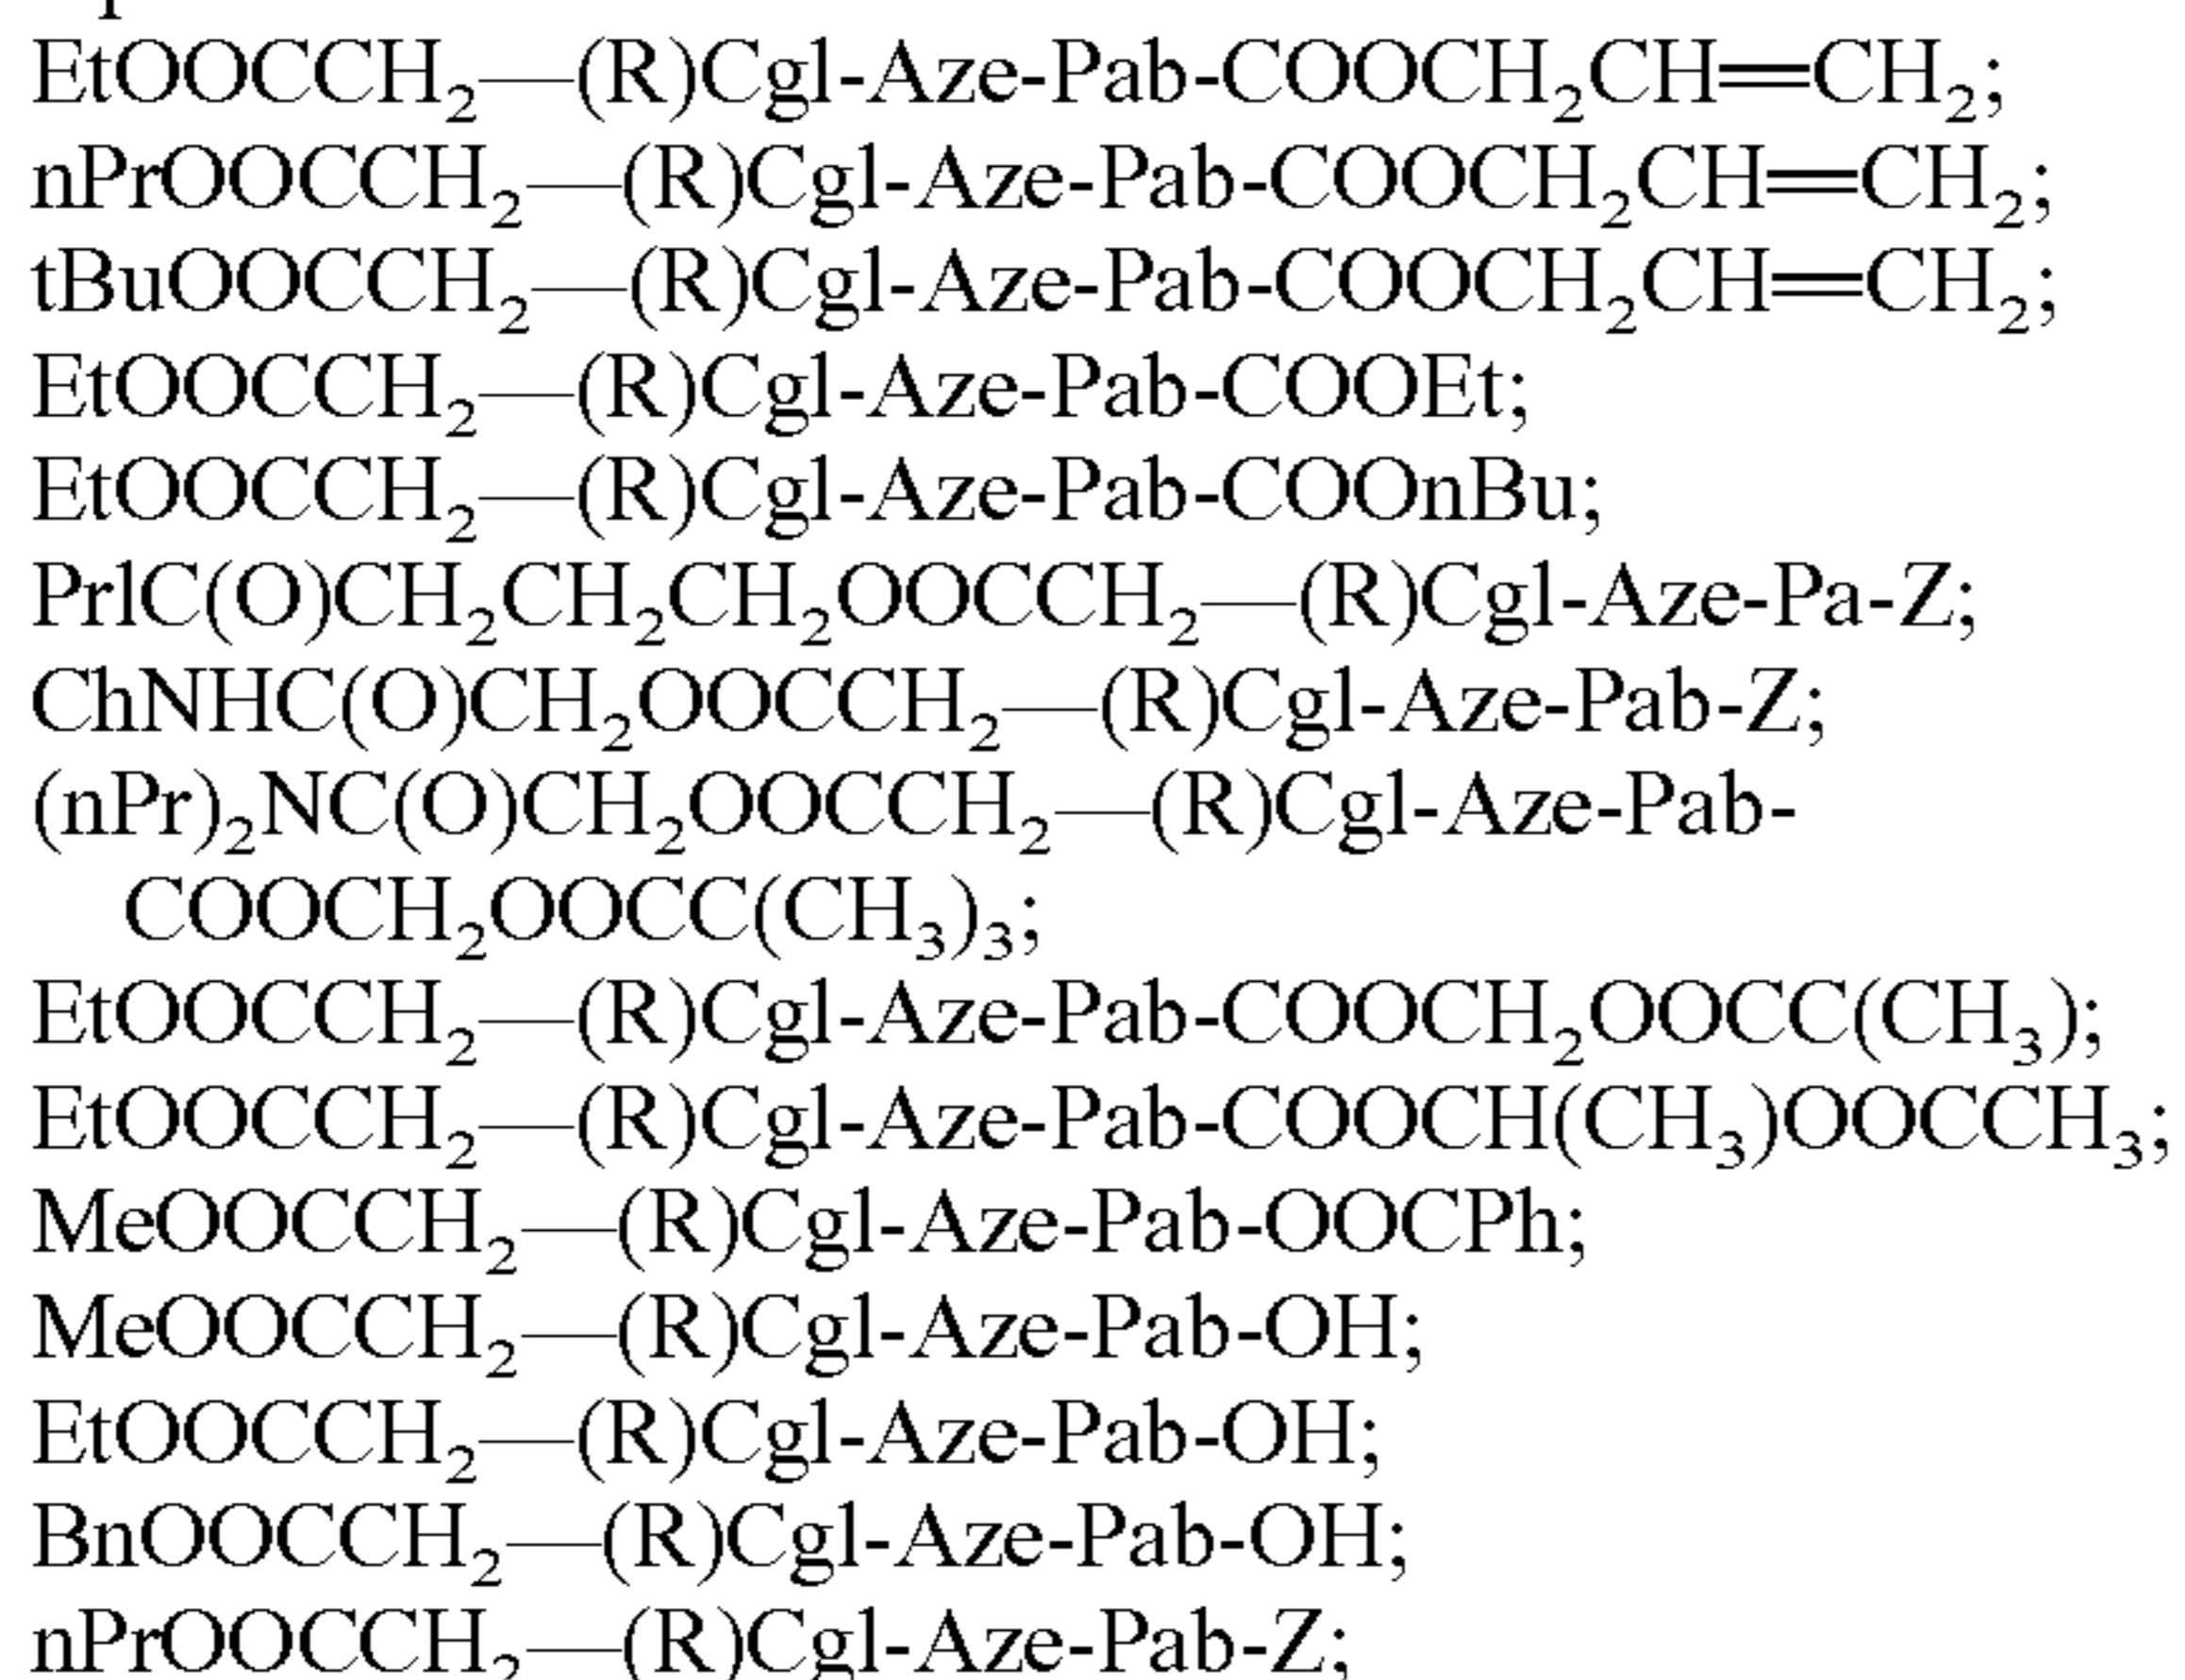 EtOOCCH₂—(R)Cgl-Aze-Pab-COOCH₂CH=CH₂;
nPrOOCCH₂—(R)Cgl-Aze-Pab-COOCH₂CH=CH₂;
tBuOOCCH₂—(R)Cgl-Aze-Pab-COOCH₂CH=CH₂;
EtOOCCH₂—(R)Cgl-Aze-Pab-COOEt;
EtOOCCH₂—(R)Cgl-Aze-Pab-COOnBu;
PrlC(O)CH₂CH₂CH₂OOCCH₂—(R)Cgl-Aze-Pa-Z;
ChNHC(O)CH₂OOCCH₂—(R)Cgl-Aze-Pab-Z;
(nPr)₂NC(O)CH₂OOCCH₂—(R)Cgl-Aze-Pab-
COOCH₂OOCC(CH₃)₃;
EtOOCCH₂—(R)Cgl-Aze-Pab-COOCH₂OOCC(CH₃);
EtOOCCH₂—(R)Cgl-Aze-Pab-COOCH(CH₃)OOCCH₃;
MeOOCCH₂—(R)Cgl-Aze-Pab-OOCPh;
MeOOCCH₂—(R)Cgl-Aze-Pab-OH;
EtOOCCH₂—(R)Cgl-Aze-Pab-OH;
BnOOCCH₂—(R)Cgl-Aze-Pab-OH;
nPrOOCCH₂—(R)Cgl-Aze-Pab-Z;